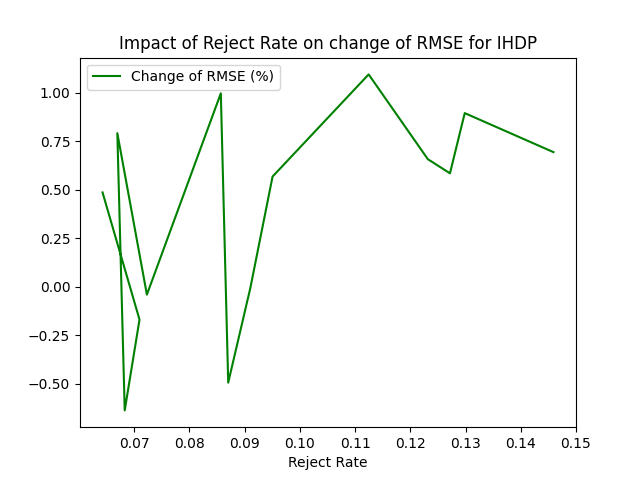 Impact of Reject Rate on change of RMSE for IHDP
Change of RMSE (%)
1.00
0.75
0.50
0.25
0.00
−0.25
−0.50
0.07 0.08 0.09 0.10 0.11 0.12 0.13 0.14 0.15
Reject Rate